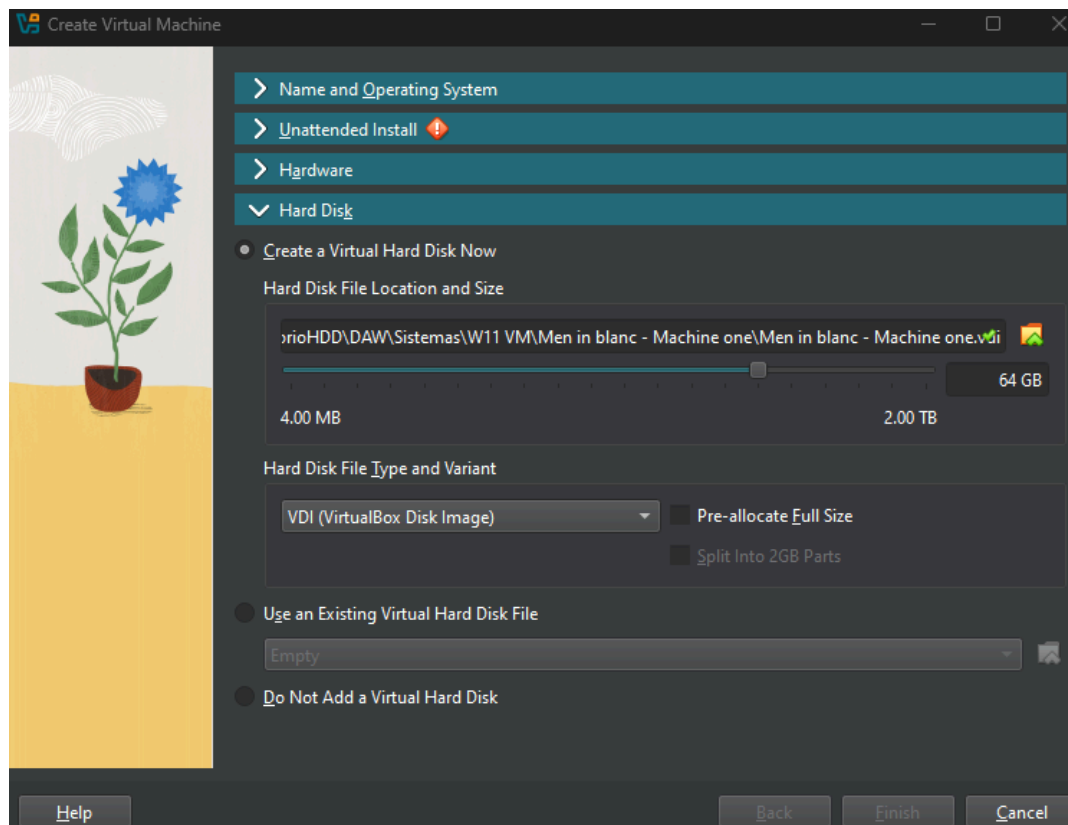 Create Virtual Machine
Name and Operating System
Unattended Install
Hardware
Hard Disk
Create a Virtual Hard Disk Now
Hard Disk File Location and Size
orioHDD\DAW\Sistemas\W11 VM\Men in blanc - Machine one\Men in blanc - Machine one.vdi
64 GB
4.00 MB 2.00 TB
Hard Disk File Type and Variant
VDI (VirtualBox Disk Image) Pre-allocate Full Size
Split Into 2GB Parts
Use an Existing Virtual Hard Disk File
Empty
Do Not Add a Virtual Hard Disk
Help Back Finish Cancel